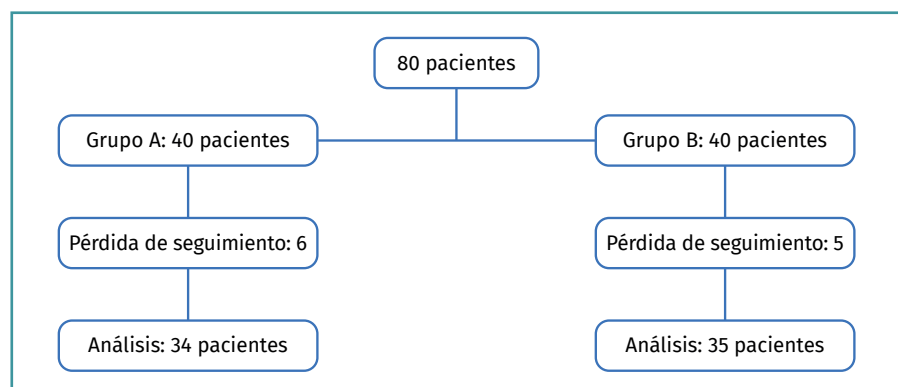 80 pacientes
Grupo A: 40 pacientes
Grupo B: 40 pacientes
Pérdida de seguimiento: 6
Pérdida de seguimiento: 5
Análisis: 34 pacientes
Análisis: 35 pacientes